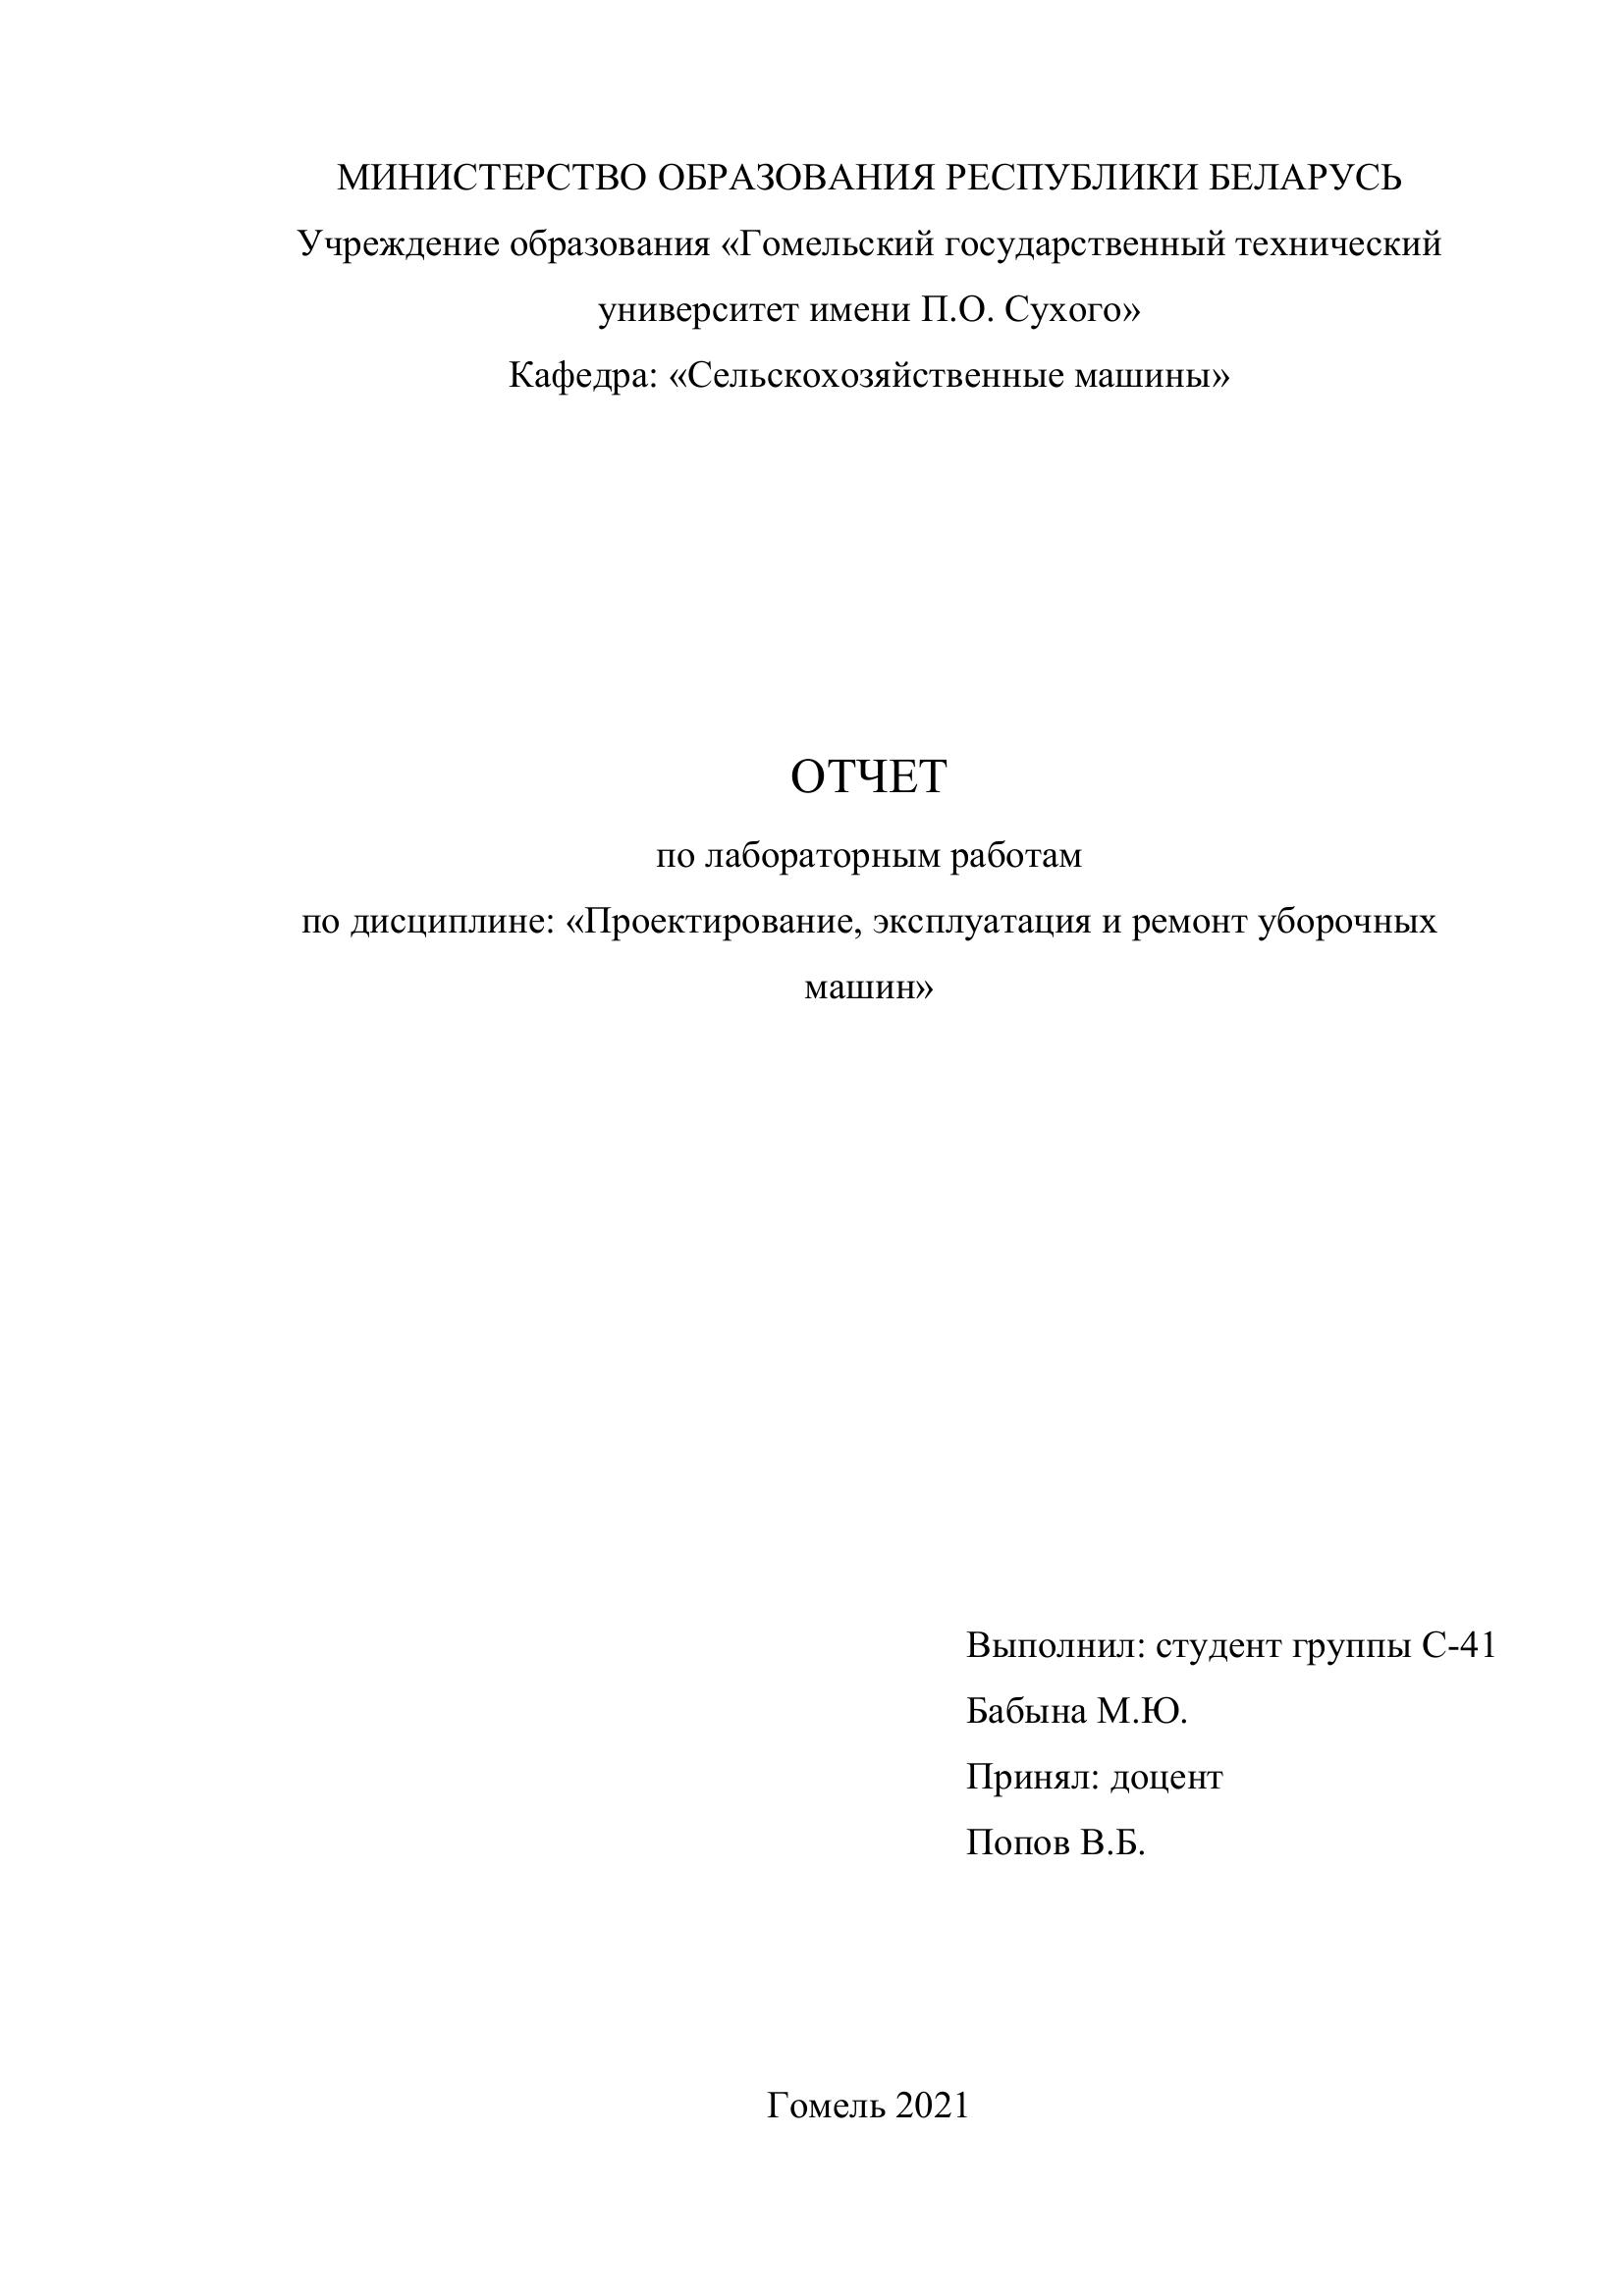 МИНИСТЕРСТВО ОБРАЗОВАНИЯ РЕСПУБЛИКИ БЕЛАРУСЬ
Учреждение образования «Гомельский государственный технический
университет имени П.О. Сухого»
Кафедра: «Сельскохозяйственные машины»
ОТЧЕТ
по лабораторным работам
по дисциплине: «Проектирование, эксплуатация и ремонт уборочных
машин»
Выполнил: студент группы С-41
Бабына М.Ю.
Принял: доцент
Попов В.Б.
Гомель 2021